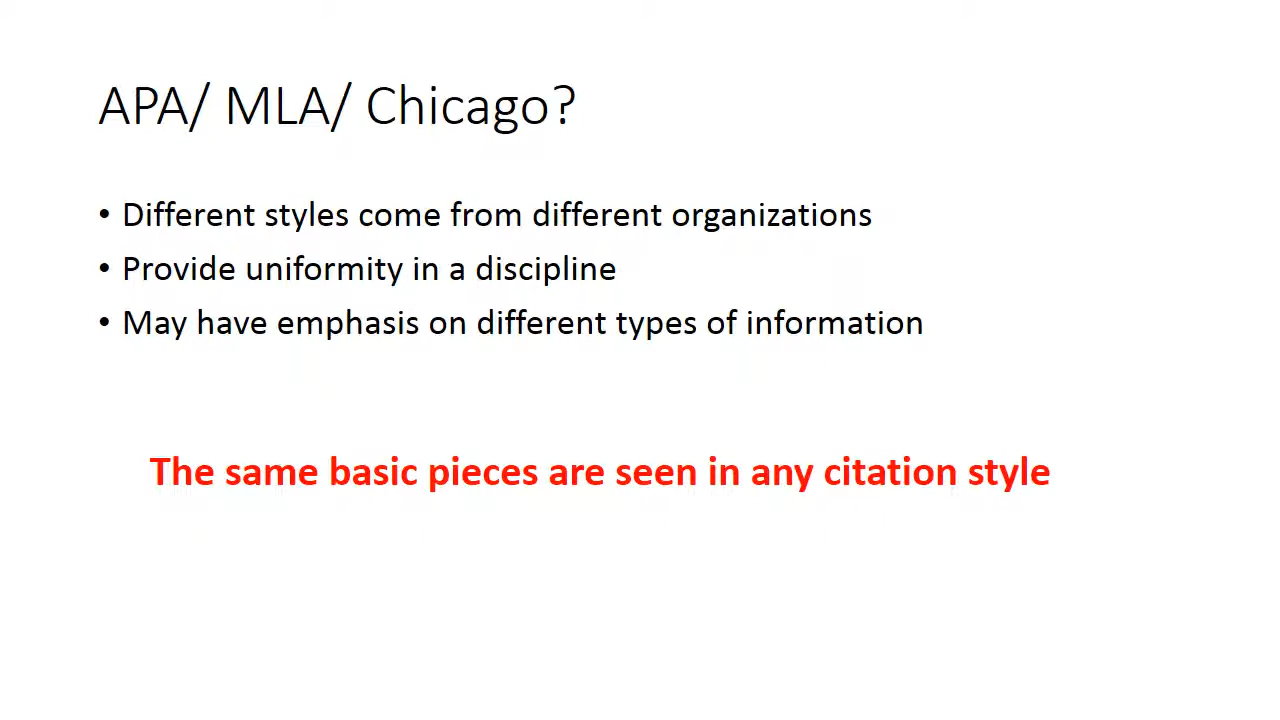 APA/ MLA/ Chicago?
• Different styles come from different organizations
• Provide uniformity in a discipline
• May have emphasis on different types of information
The same basic pieces are seen in any citation style